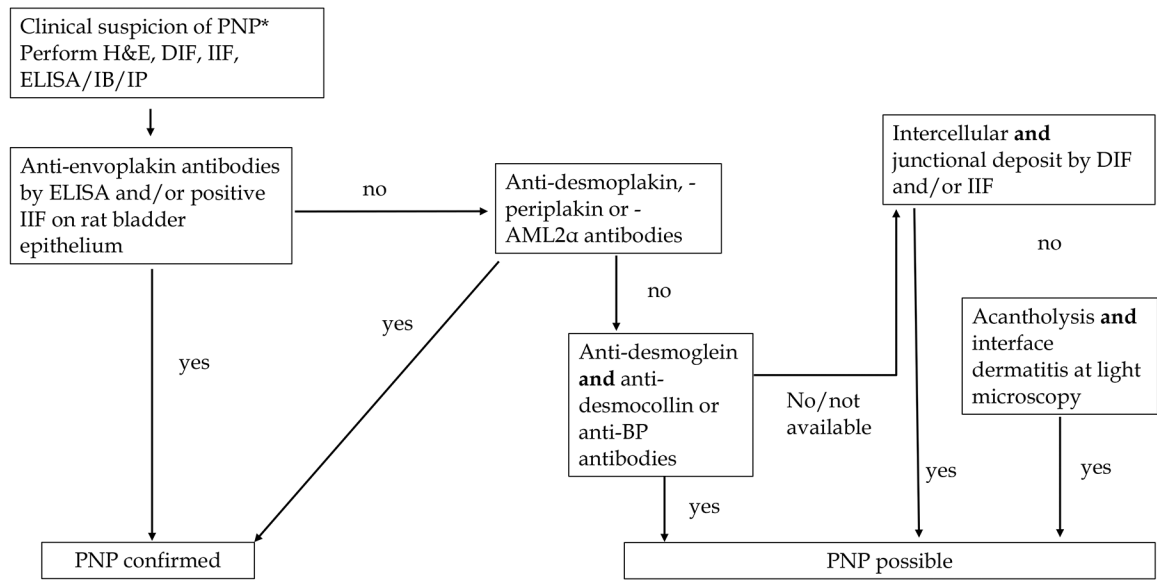 Clinical suspicion of PNP*
Perform H&E, DIF, IIF,
ELISA/IB/IP
Anti-envoplakin antibodies
by ELISA and/or positive
IIF on rat bladder
epithelium
no
Anti-desmoplakin, -
periplakin or -
AML2α antibodies
Intercellular and
junctional deposit by DIF
and/or IIF
no
no
yes
yes
Anti-desmoglein
and anti-
desmocollin or
anti-BP
antibodies
No/not
available
Acantholysis and
interface
dermatitis at light
microscopy
yes
yes
yes
PNP confirmed
PNP possible